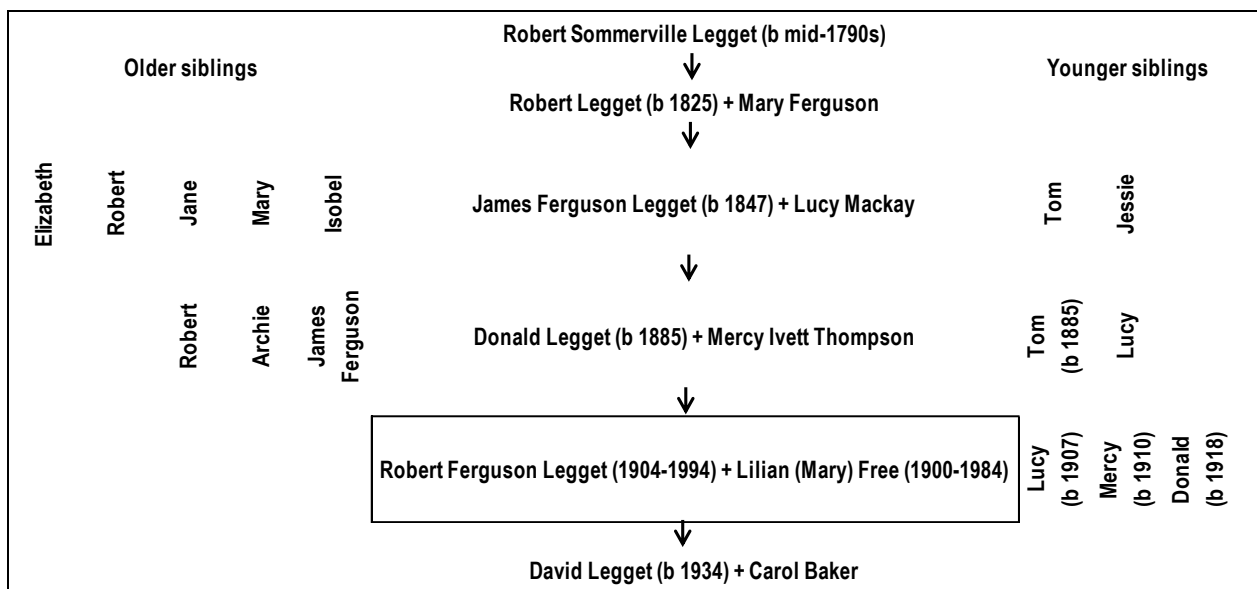 Robert Sommerville Legget (b mid-1790s)
Older siblings
Younger siblings
Robert Legget (b 1825) + Mary Ferguson
Elizabeth
Robert
Jane
Mary
Isobel
James Ferguson Legget (b 1847) + Lucy Mackay
Tom
Jessie
Robert
Archie
James
Ferguson
Donald Legget (b 1885) + Mercy Ivett Thompson
Tom
(b 1885)
Lucy
Robert Ferguson Legget (1904-1994) + Lilian (Mary) Free (1900-1984)
Lucy
(b 1907)
Mercy
(b 1910)
Donald
(b 1918)
David Legget (b 1934) + Carol Baker